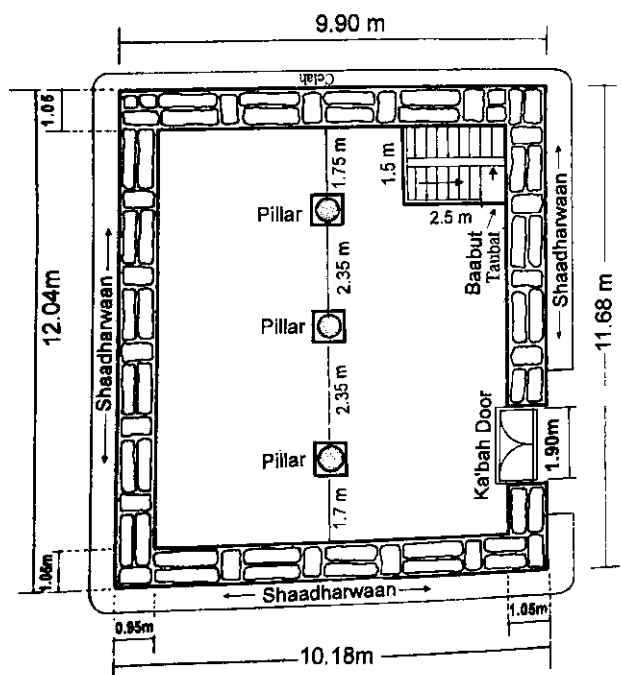 9.90 m
Celah
1.05
1.75 m
1.5 m
2.5 m
Pillar
Baabut
Taubat
Shaadharwaan
2.35 m
12.04m
Shaadharwaan
11.68 m
Pillar
2.35 m
Ka'bah Door
1.90m
Pillar
1.7 m
1.05m
Shaadharwaan
0.95m
1.05m
10.18m